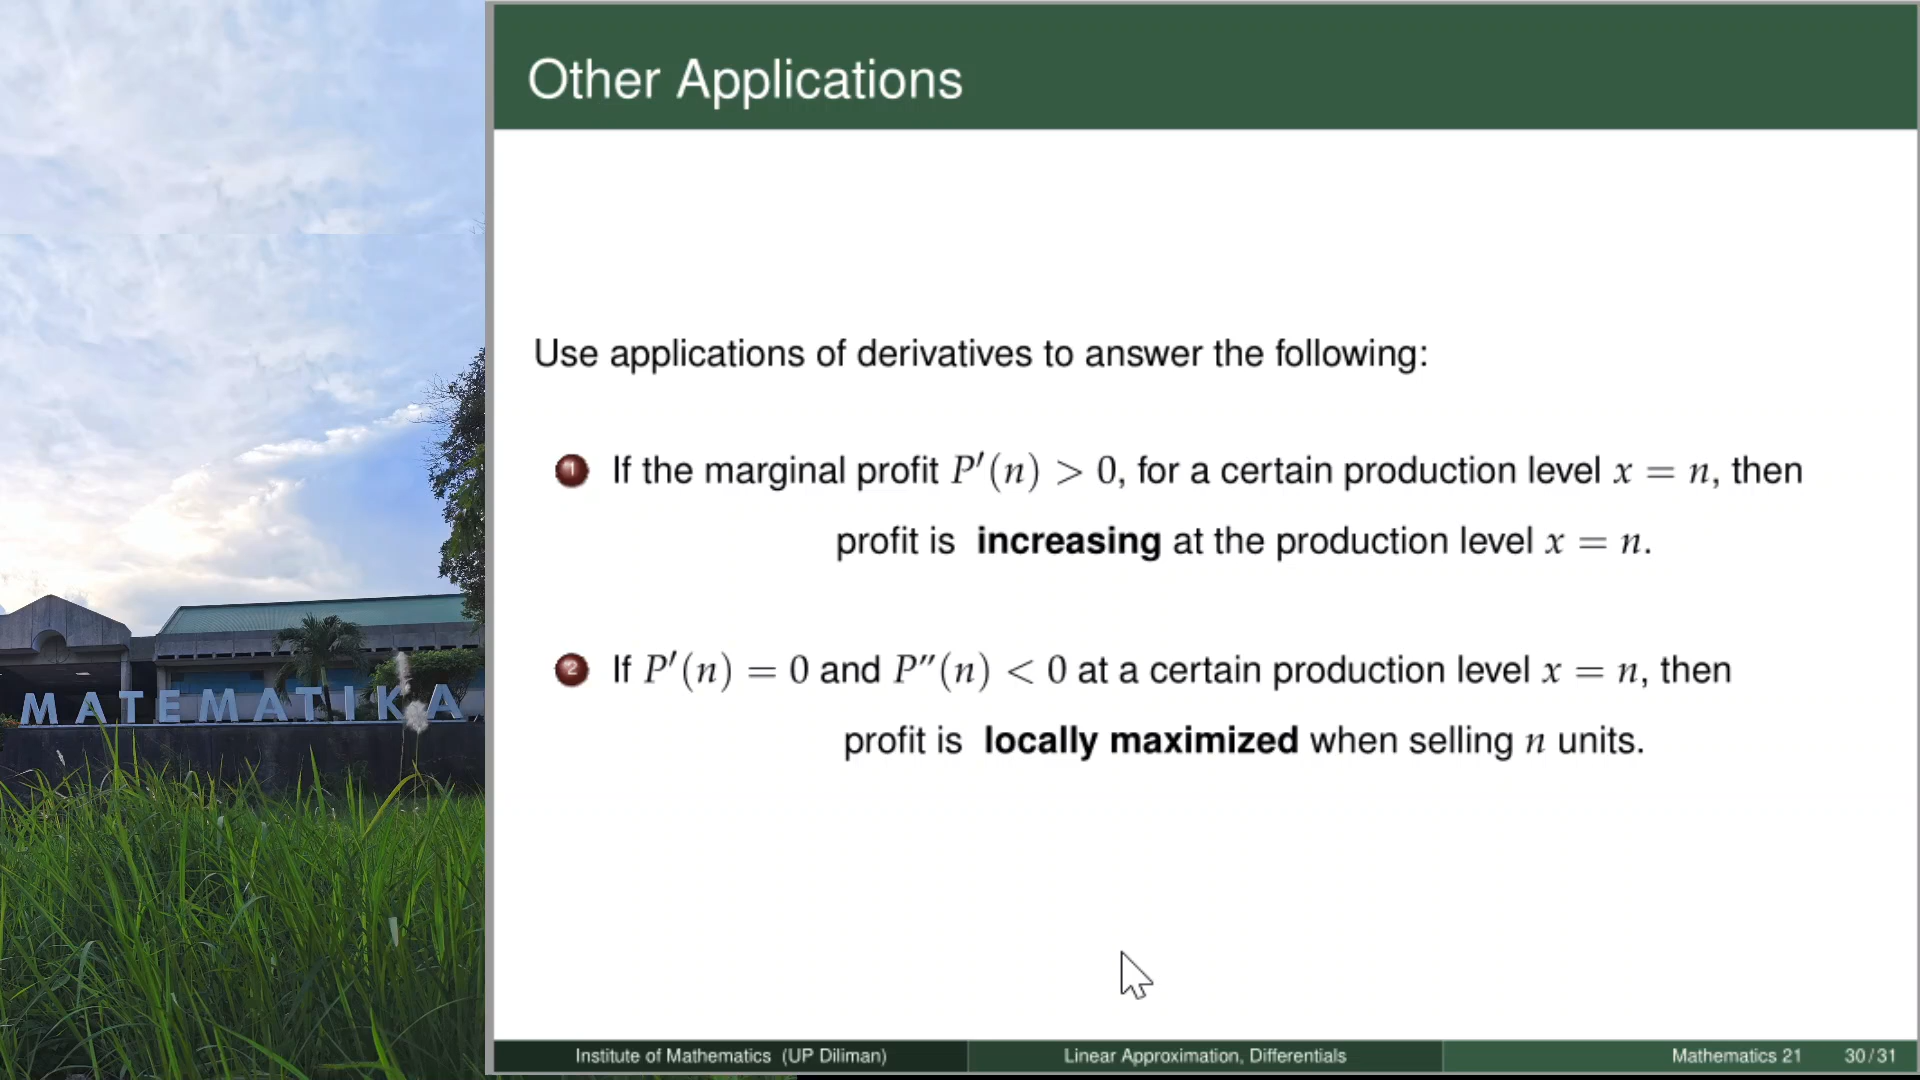 Other Applications
Use applications of derivatives to answer the following:
1 If the marginal profit P′(n) > 0, for a certain production level x = n, then
profit is increasing at the production level x = n.
2 If P′(n) = 0 and P″(n) < 0 at a certain production level x = n, then
profit is locally maximized when selling n units.
MATEMATIKA
Institute of Mathematics (UP Diliman) Linear Approximation, Differentials Mathematics 21 30/31